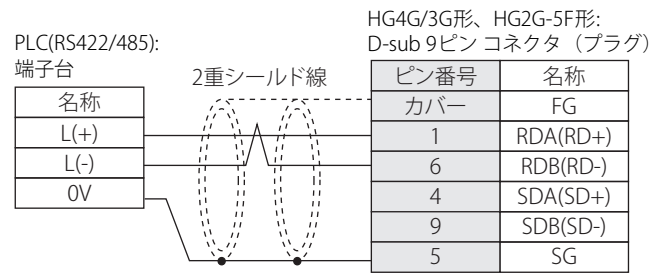 HG4G/3G形、HG2G-5F形:
PLC(RS422/485):
D-sub 9ピン コネクタ（プラグ）
端子台
2重シールド線
ピン番号 名称
名称
カバー FG
L(+)
1 RDA(RD+)
L(-)
6 RDB(RD-)
0V
4 SDA(SD+)
9 SDB(SD-)
5 SG